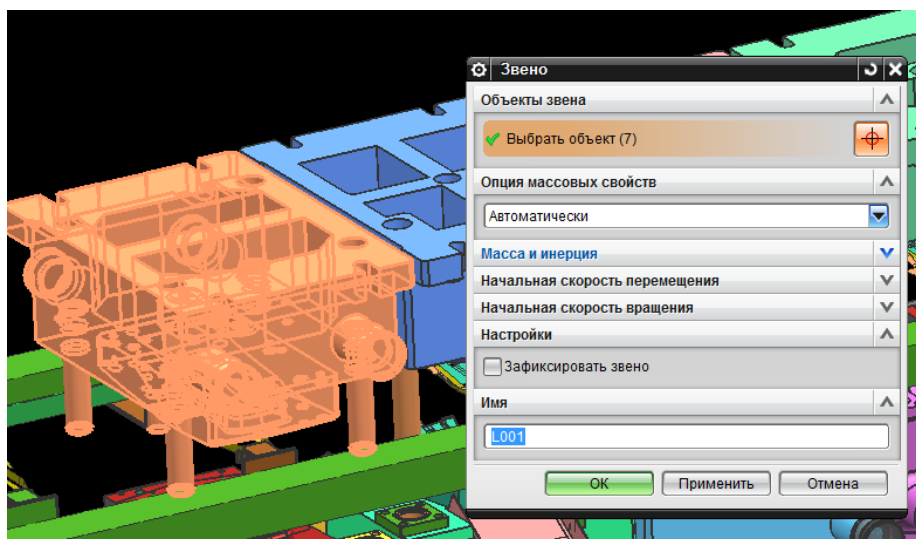 Звено
Объекты звена
Выбрать объект (7)
Опция массовых свойств
Автоматически
Масса и инерция
Начальная скорость перемещения
Начальная скорость вращения
Настройки
Зафиксировать звено
Имя
L001
ОК Применить Отмена